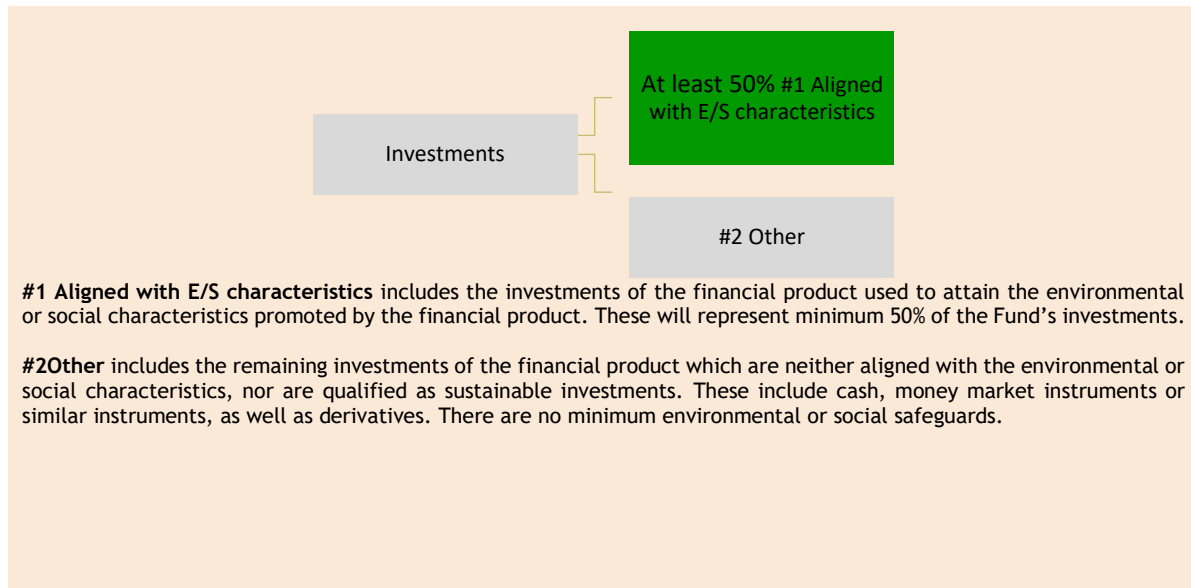 At least 50% #1 Aligned
with E/S characteristics
Investments
#2 Other
#1 Aligned with E/S characteristics includes the investments of the financial product used to attain the environmental
or social characteristics promoted by the financial product. These will represent minimum 50% of the Fund’s investments.
#2Other includes the remaining investments of the financial product which are neither aligned with the environmental or
social characteristics, nor are qualified as sustainable investments. These include cash, money market instruments or
similar instruments, as well as derivatives. There are no minimum environmental or social safeguards.